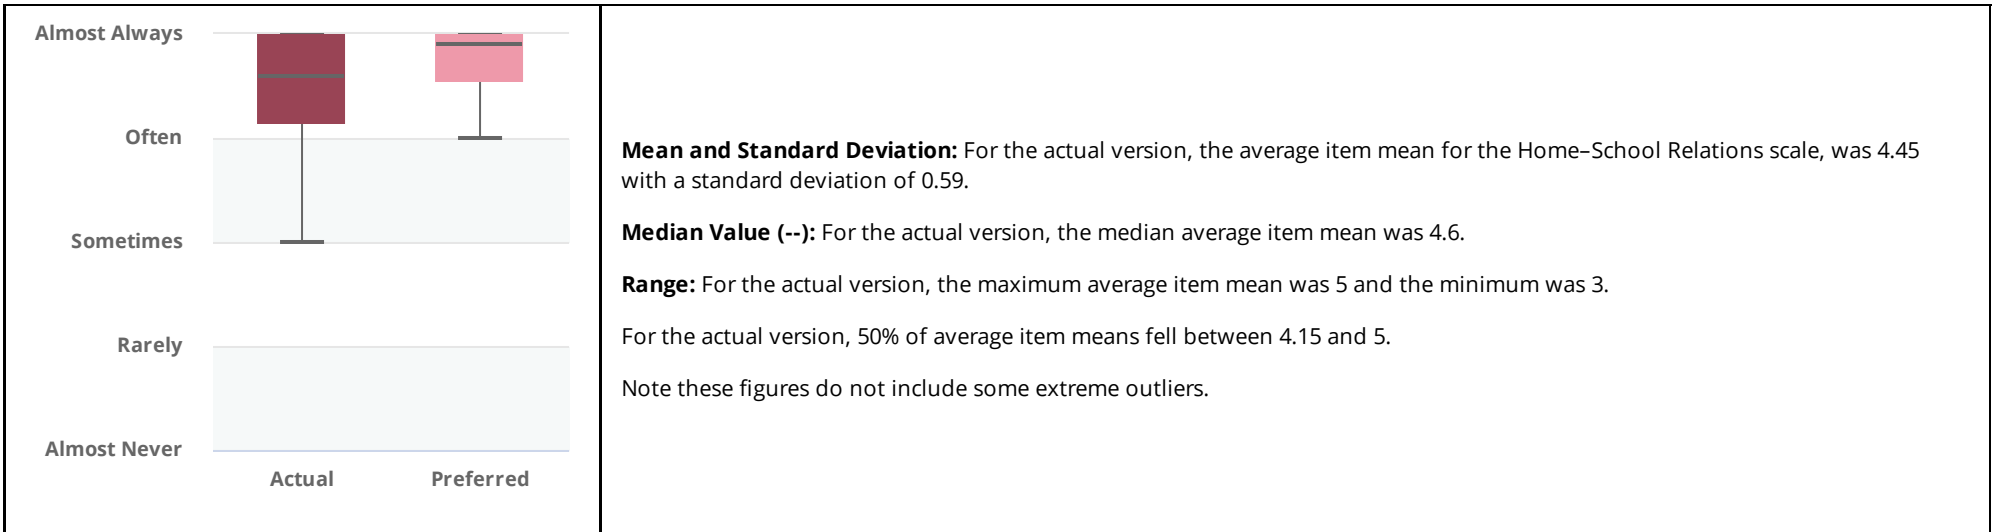 Almost Always
Often
Sometimes
Rarely
Almost Never
Actual
Preferred
Mean and Standard Deviation: For the actual version, the average item mean for the Home–School Relations scale, was 4.45
with a standard deviation of 0.59.
Median Value (--): For the actual version, the median average item mean was 4.6.
Range: For the actual version, the maximum average item mean was 5 and the minimum was 3.
For the actual version, 50% of average item means fell between 4.15 and 5.
Note these figures do not include some extreme outliers.